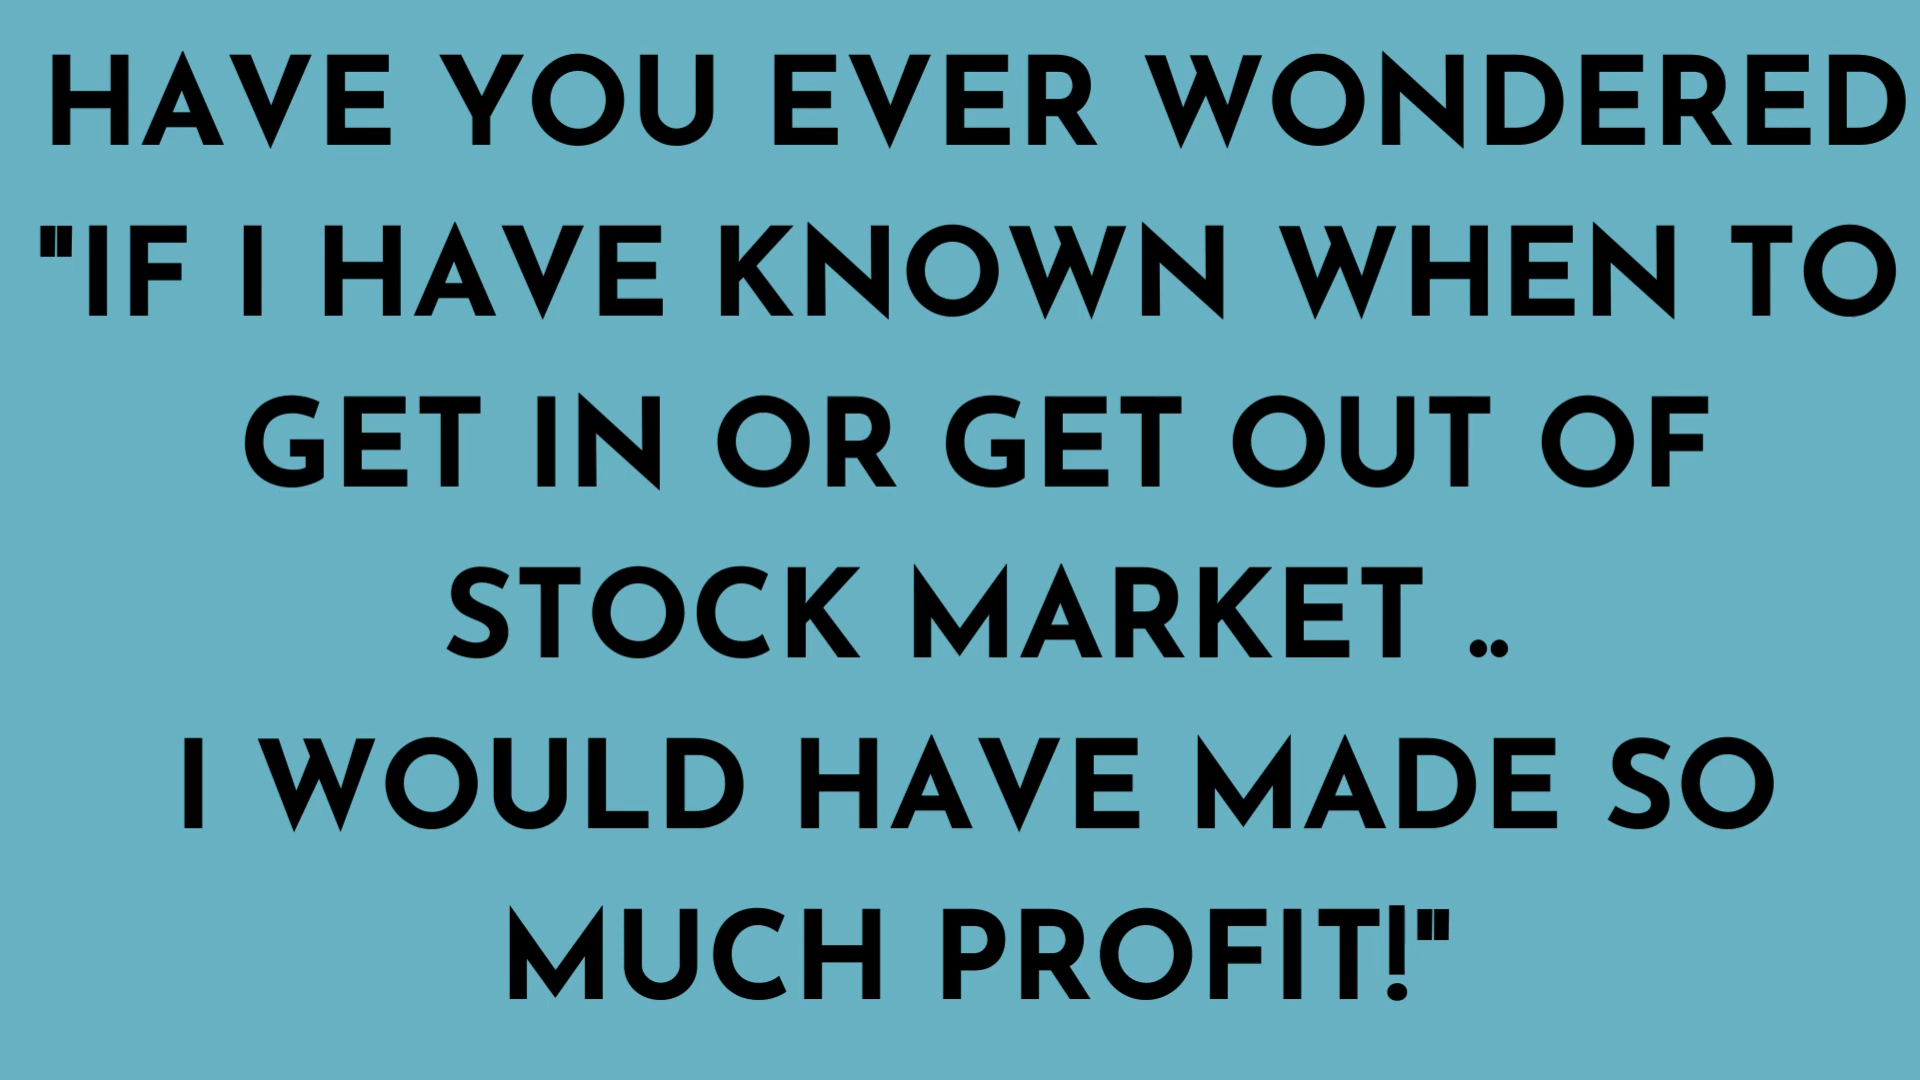 HAVE YOU EVER WONDERED
"IF I HAVE KNOWN WHEN TO
GET IN OR GET OUT OF
STOCK MARKET ..
I WOULD HAVE MADE SO
MUCH PROFIT!"